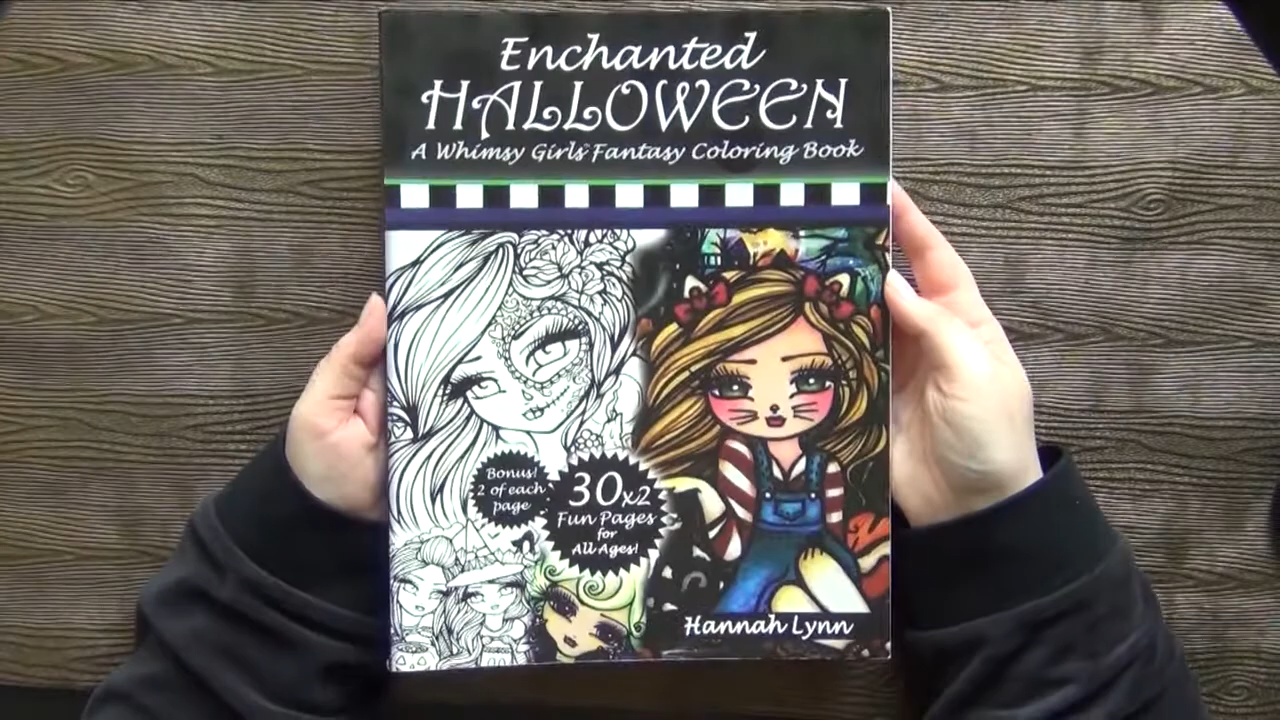 Enchanted
HALLOWEEN
A Whimsy Girls Fantasy Coloring Book
Bonus!
2 of each
page
30x2
Fun Pages
for
All Ages!
Hannah Lynn